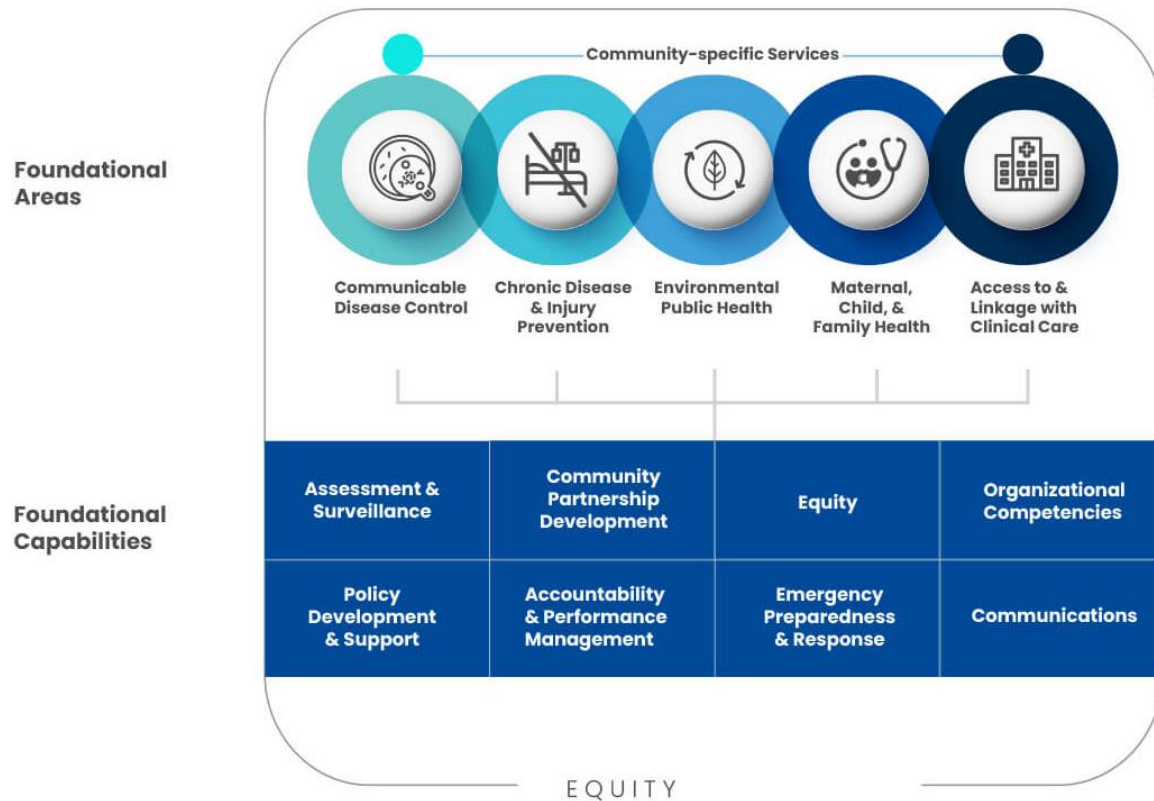 Community-specific Services
Foundational
Areas
Communicable
Disease Control
Chronic Disease
& Injury
Prevention
Environmental
Public Health
Maternal,
Child, &
Family Health
Access to &
Linkage with
Clinical Care
Foundational
Capabilities
Assessment &
Surveillance
Community
Partnership
Development
Equity
Organizational
Competencies
Policy
Development
& Support
Accountability
& Performance
Management
Emergency
Preparedness
& Response
Communications
EQUITY